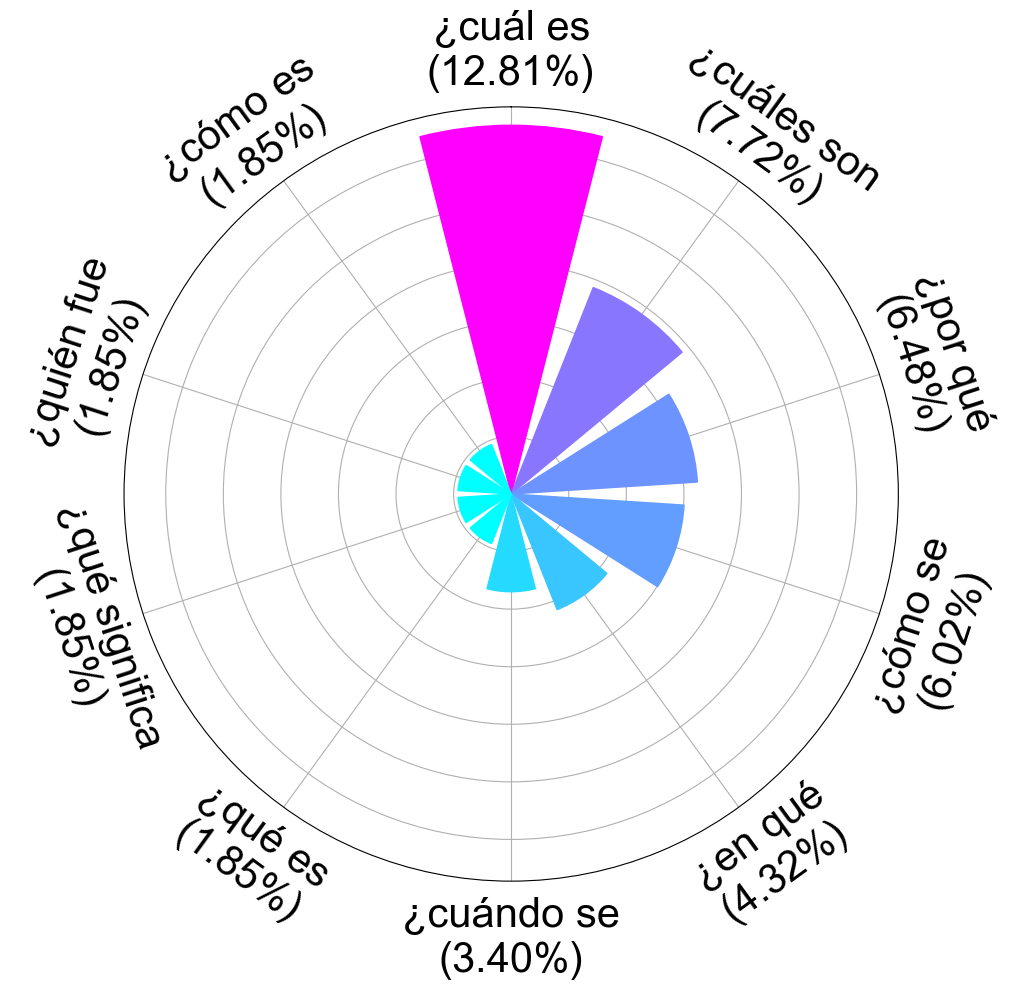 ¿cuál es
(12.81%)
¿cuáles son
(7.72%)
¿por qué
(6.48%)
¿cómo se
(6.02%)
¿en qué
(4.32%)
¿cuándo se
(3.40%)
¿qué es
(1.85%)
¿qué significa
(1.85%)
¿quién fue
(1.85%)
¿cómo es
(1.85%)